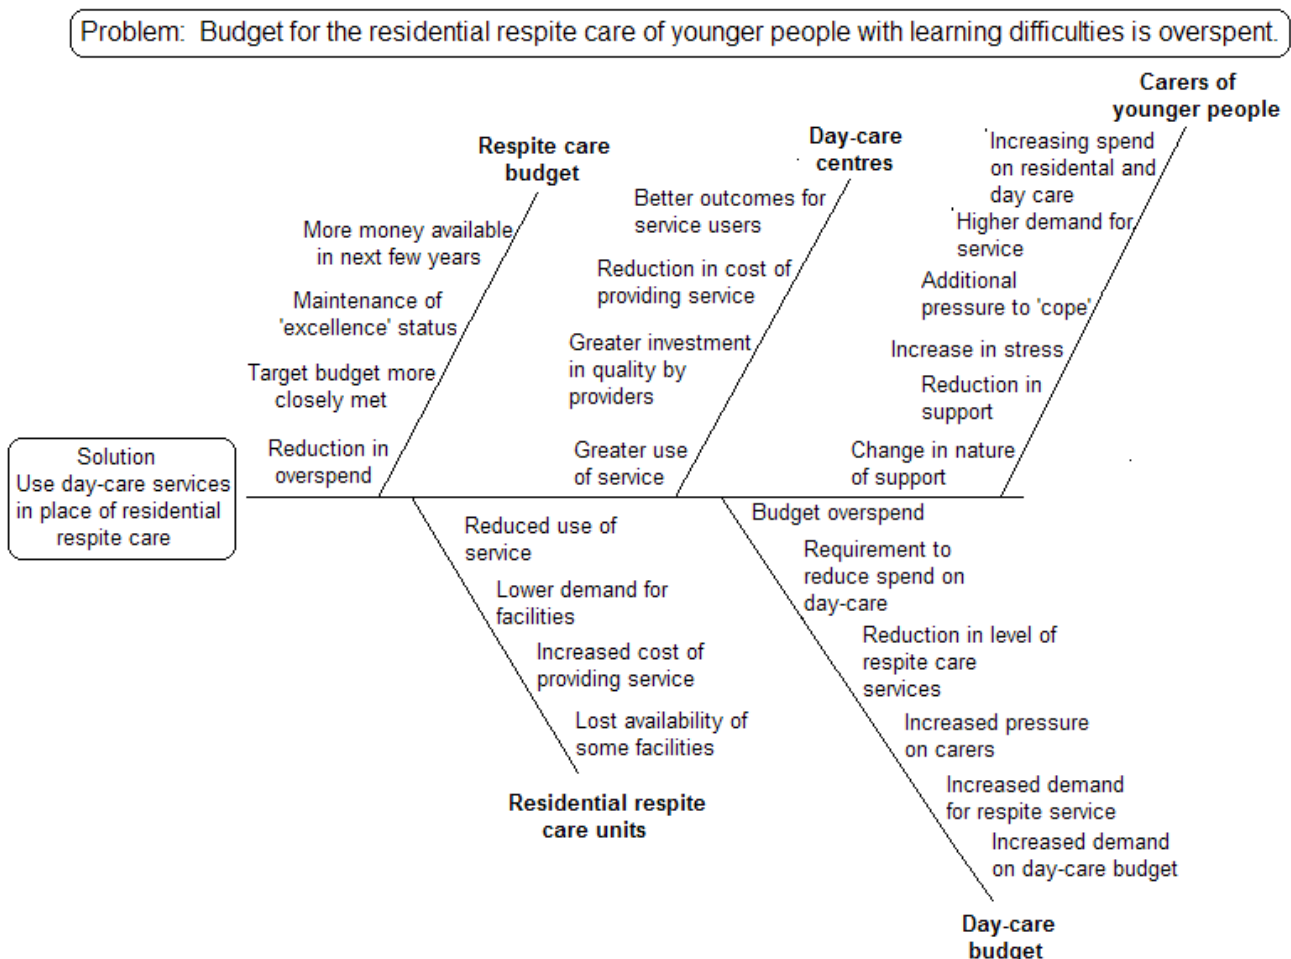 Problem:  Budget for the residential respite care of younger people with learning difficulties is overspent.
Carers of
younger people
Increasing spend
on residental and
day care
Higher demand for
service
Additional
pressure to 'cope'
Increase in stress
Reduction in
support
Change in nature
of support
Day-care
centres
Better outcomes for
service users
Reduction in cost of
providing service
Greater investment
in quality by
providers
Greater use
of service
Respite care
budget
More money available
in next few years
Maintenance of
'excellence' status
Target budget more
closely met
Reduction in
overspend
Solution
Use day-care services
in place of residential
respite care
Reduced use of
service
Lower demand for
facilities
Increased cost of
providing service
Lost availability of
some facilities
Residential respite
care units
Budget overspend
Requirement to
reduce spend on
day-care
Reduction in level of
respite care
services
Increased pressure
on carers
Increased demand
for respite service
Increased demand
on day-care budget
Day-care
budget